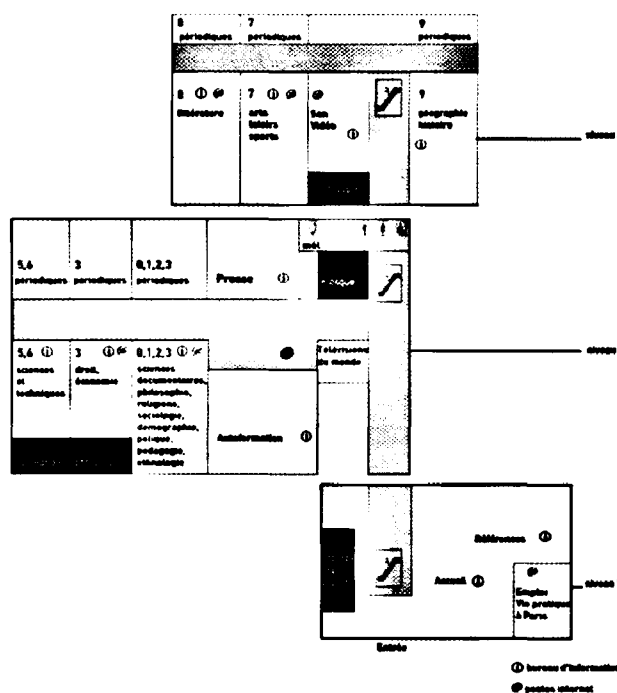 8
périodiques
7
périodiques
9
périodiques
8
littérature
7
arts
loisirs
sports
Son
Vidéo
9
géographie
histoire
niveau
5,6
périodiques
3
périodiques
0,1,2,3
périodiques
Presse
kiosque
5,6
sciences
et
techniques
3
droit,
économie
0,1,2,3
sciences
documentaires,
philosophie,
religions,
sociologie,
démographie,
politique,
pédagogie,
ethnologie
Autoformation
Télévisions
du monde
niveau
Références
Accueil
Emploi
Vie pratique
à Paris
niveau
Entrée
bureau d'information
postes internet